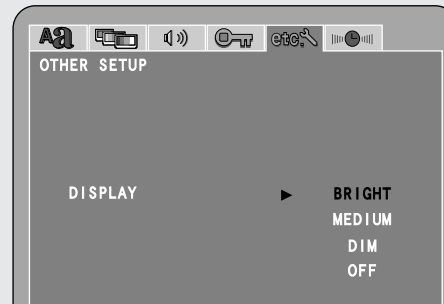 Aa etc.
OTHER SETUP
DISPLAY ► BRIGHT
MEDIUM
DIM
OFF